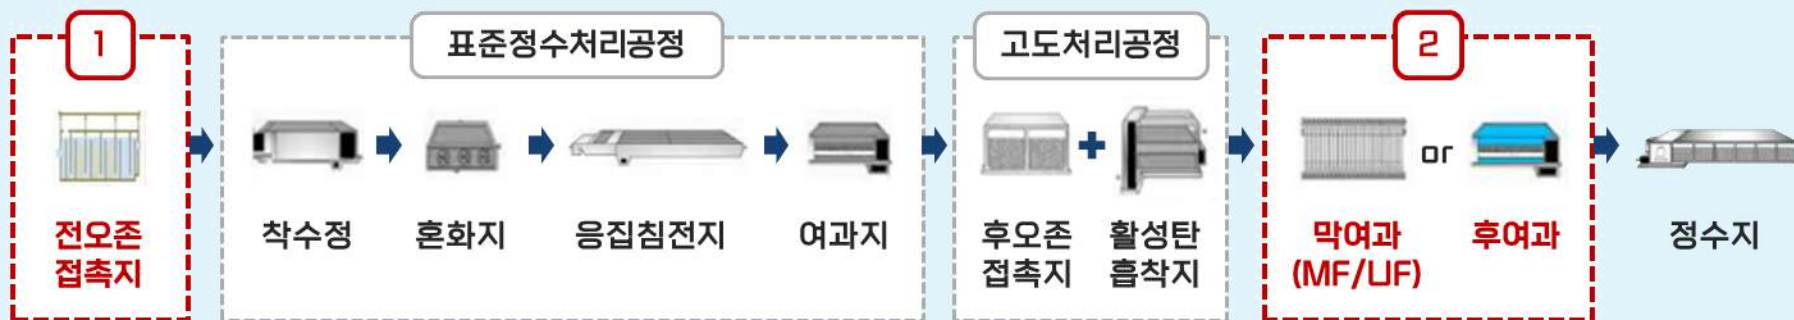 1
표준정수처리공정
고도처리공정
2
or
전오존
접촉지
착수정
혼화지
응집침전지
여과지
후오존
접촉지
활성탄
흡착지
막여과
(MF/UF)
후여과
정수지